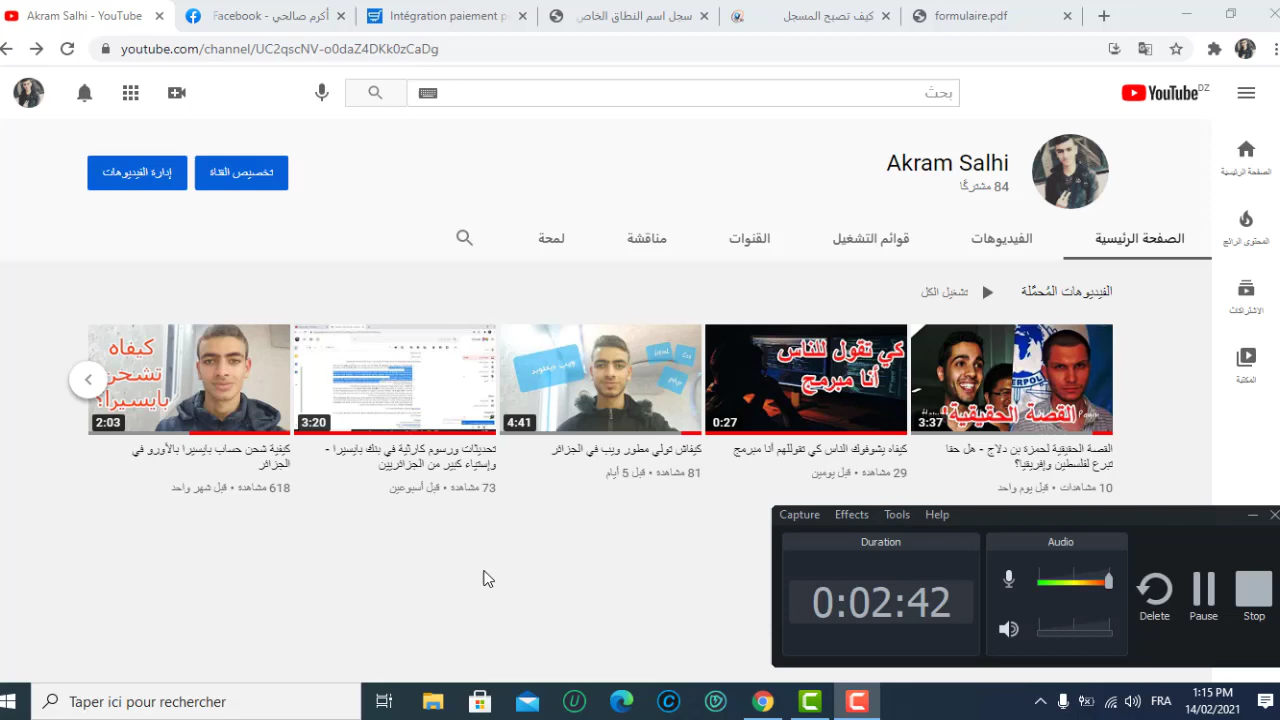 Akram Salhi - YouTube
أكرم صالحي - Facebook
Intégration paiement p
سجل اسم النطاق الخاص
كيف تصبح المسجل
formulaire.pdf
youtube.com/channel/UC2qscNV-o0daZ4DKk0zCaDg
بحث
YouTube DZ
Akram Salhi
84 مشتركًا
تخصيص القناة
إدارة الفيديوهات
الصفحة الرئيسية
الفيديوهات
قوائم التشغيل
القنوات
مناقشة
لمحة
الصفحة الرئيسية
المحتوى الرائج
الاشتراكات
المكتبة
الفيديوهات المُحمَّلة
تشغيل الكل
القصة الحقيقية!
3:37
كي تقول للناس
أنا مبرمج
0:27
ويب ديفلوبر
html
Css
php
4:41
3:20
كيفاه
تشحن
بايسيرا؟
2:03
القصة الحقيقية لحمزة بن دلاج - هل حقا
تبرع لفلسطين وإفريقيا؟
10 مشاهدات • قبل يوم واحد
كيفاه يشوفوك الناس كي تقوللهم أنا مبرمج
29 مشاهدة • قبل يومين
كيفاش تولي مطور ويب في الجزائر
81 مشاهدة • قبل 5 أيام
تحديثات ورسوم كارثية في بنك بايسيرا -
وإستياء كبير من الجزائريين
73 مشاهدة • قبل أسبوعين
كيفية شحن حساب بايسيرا بالأورو في
الجزائر
618 مشاهدة • قبل شهر واحد
Capture Effects Tools Help
Duration
Audio
0:02:42
Delete
Pause
Stop
Taper ici pour rechercher
FRA
1:15 PM
14/02/2021